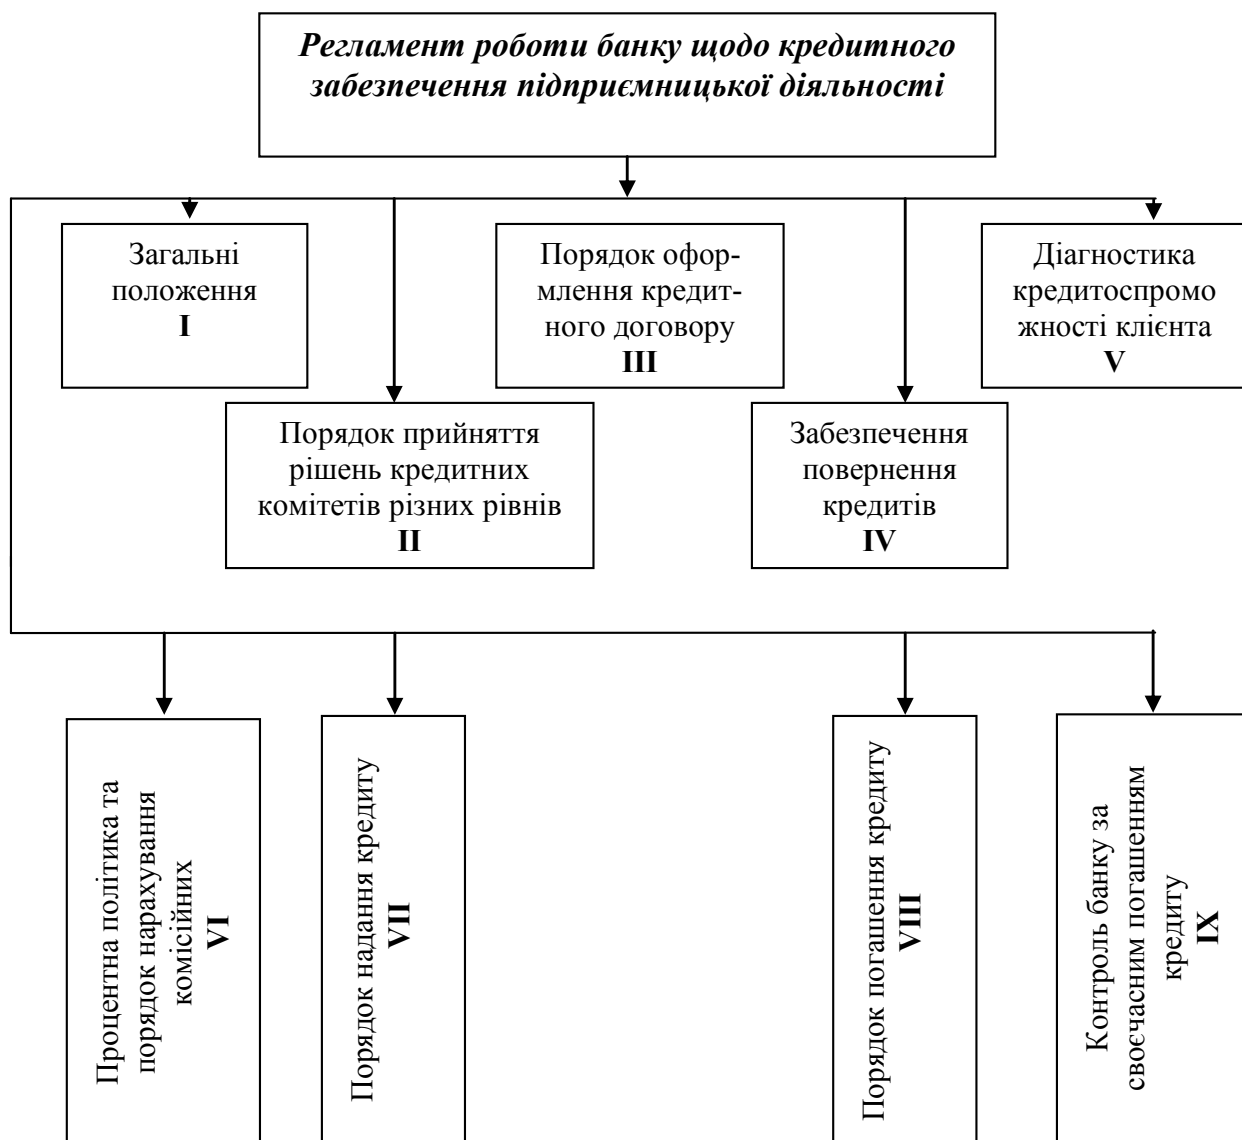 Регламент роботи банку щодо кредитного
забезпечення підприємницької діяльності
Загальні
положення
I
Порядок офор-
млення кредит-
ного договору
III
Діагностика
кредитоспромо
жності клієнта
V
Порядок прийняття
рішень кредитних
комітетів різних рівнів
II
Забезпечення
повернення
кредитів
IV
Процентна політика та
порядок нарахування
комісійних
VI
Порядок надання кредиту
VII
Порядок погашення кредиту
VIII
Контроль банку за
своєчасним погашенням
кредиту
IX